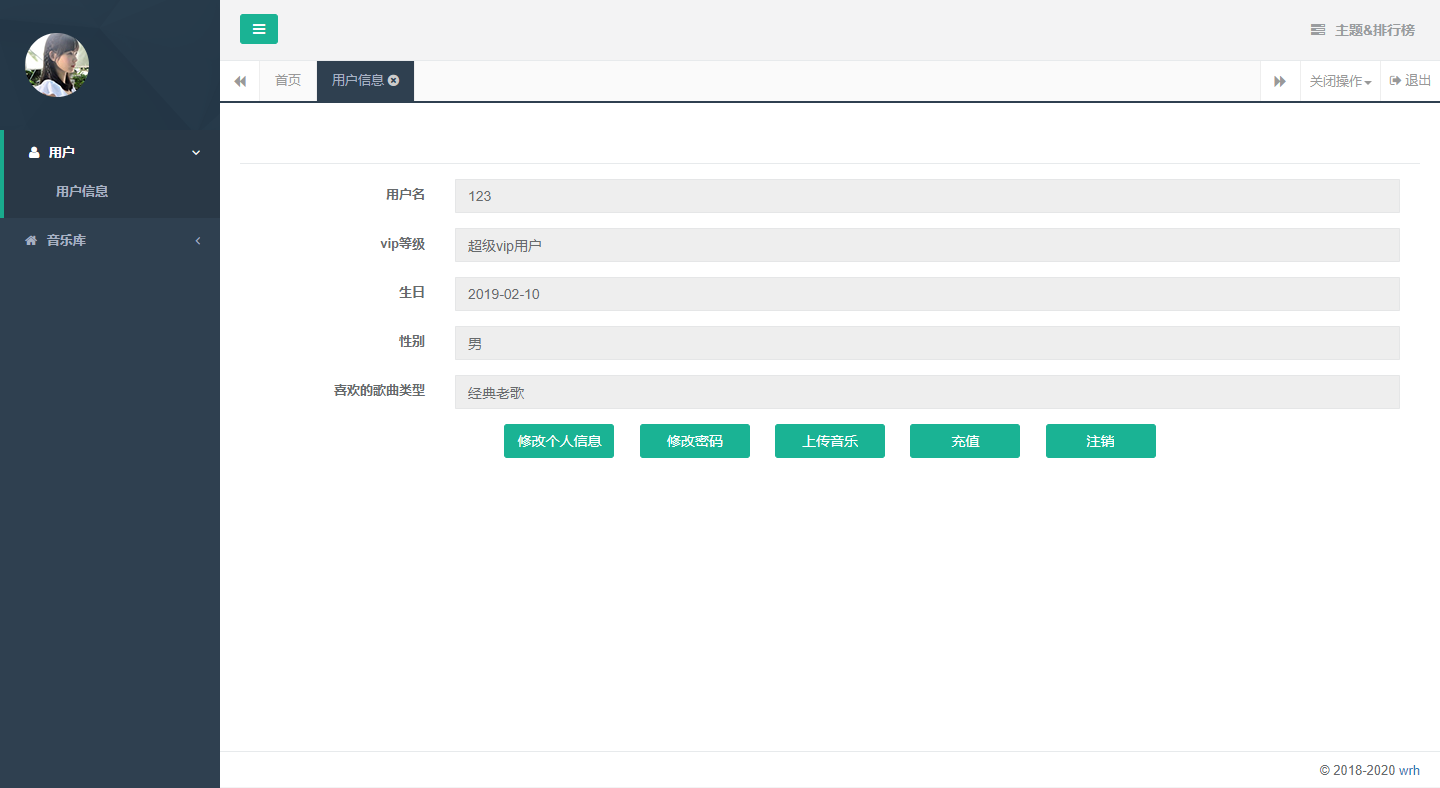 主题&排行榜
首页
用户信息
关闭操作
退出
用户
用户信息
音乐库
用户名 123
vip等级 超级vip用户
生日 2019-02-10
性别 男
喜欢的歌曲类型 经典老歌
修改个人信息 修改密码 上传音乐 充值 注销
© 2018-2020 wrh